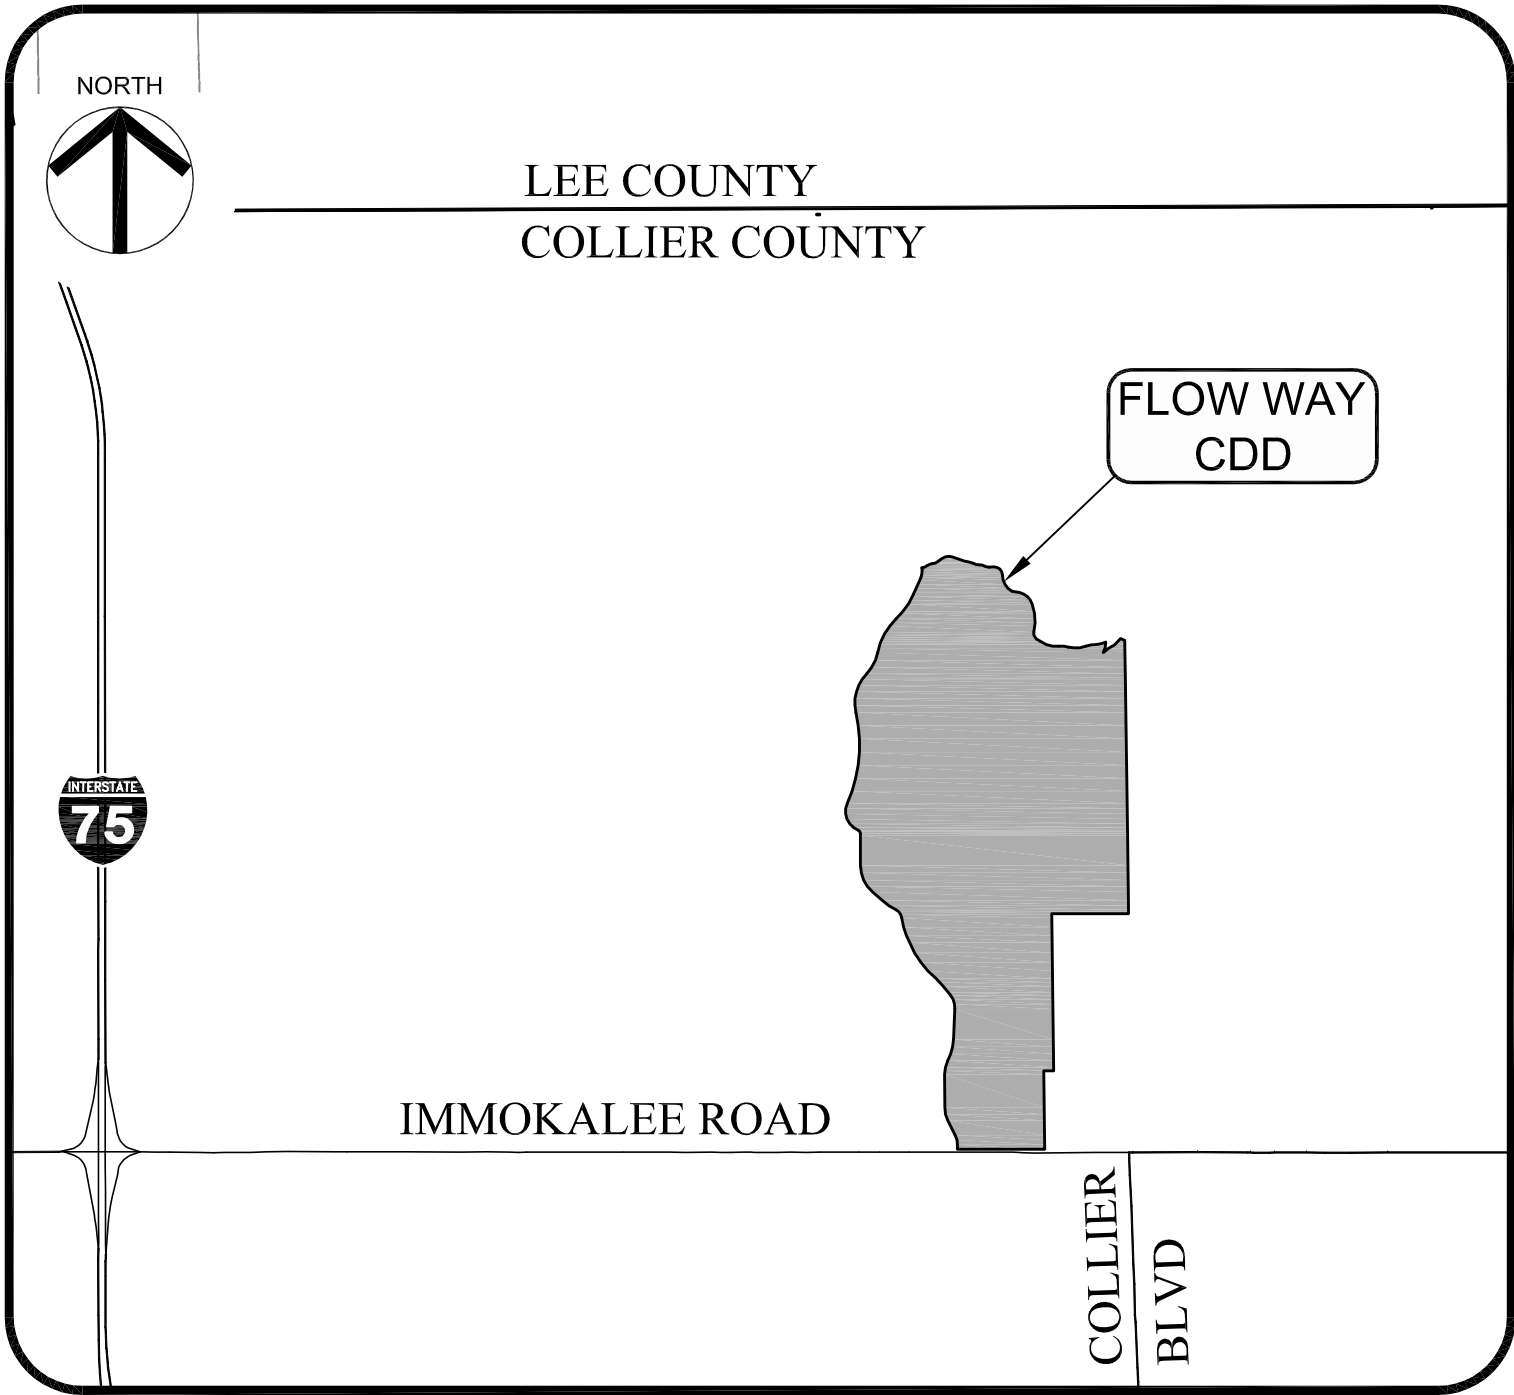 NORTH
LEE COUNTY
COLLIER COUNTY
FLOW WAY
CDD
INTERSTATE
75
IMMOKALEE ROAD
COLLIER
BLVD